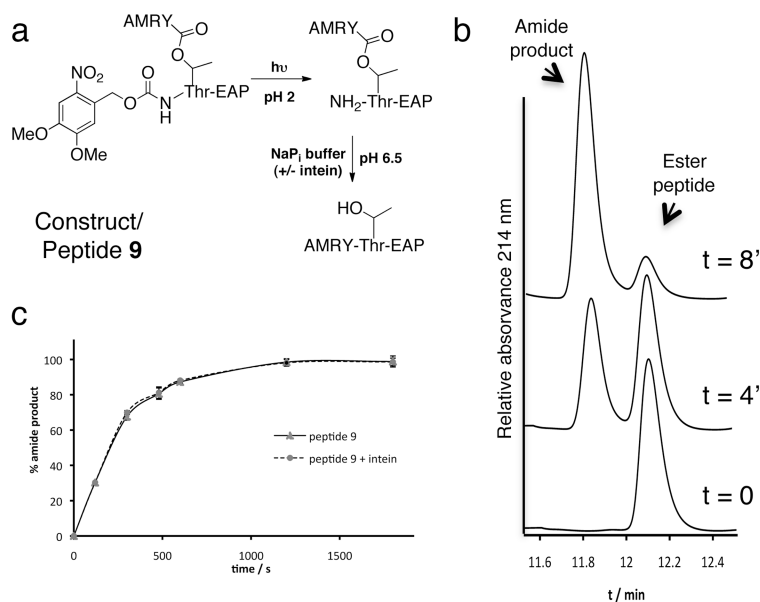 a
AMRY
O
O
NO₂
O
O
N
H
Thr-EAP
MeO
OMe
hυ
pH 2
AMRY
O
O
NH₂-Thr-EAP
NaPᵢ buffer
(+/- intein)
pH 6.5
HO
AMRY-Thr-EAP
Construct/
Peptide 9
b
Amide
product
Ester
peptide
Relative absorvance 214 nm
t = 8'
t = 4'
t = 0
11.6 11.8 12 12.2 12.4
t / min
c
% amide product
100
80
60
40
20
0
0 500 1000 1500
time / s
peptide 9
peptide 9 + intein